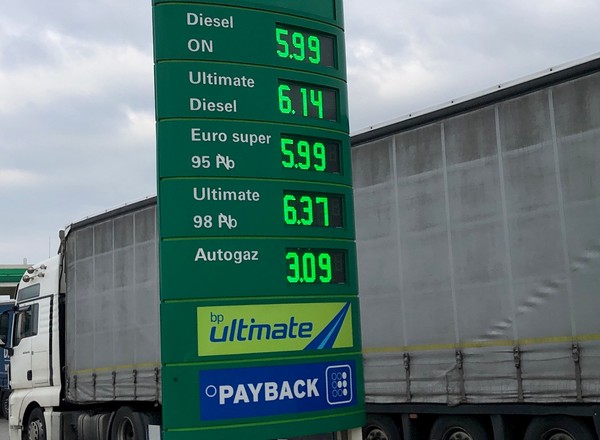 Diesel
ON 5.99
Ultimate
Diesel 6.14
Euro super
95 Pb 5.99
Ultimate
98 Pb 6.37
Autogaz 3.09
bp
ultimate
PAYBACK